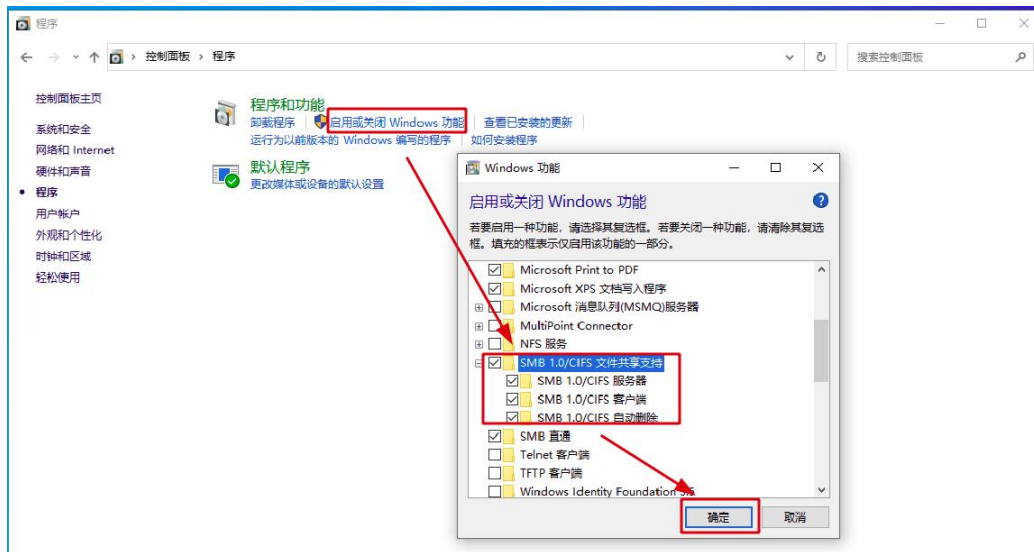 程序
控制面板 › 程序
搜索控制面板
控制面板主页
系统和安全
网络和 Internet
硬件和声音
程序
用户帐户
外观和个性化
时钟和区域
轻松使用
程序和功能
卸载程序 启用或关闭 Windows 功能 查看已安装的更新
运行为以前版本的 Windows 编写的程序 如何安装程序
默认程序
更改媒体或设备的默认设置
Windows 功能
启用或关闭 Windows 功能
若要启用一种功能，请选择其复选框。若要关闭一种功能，请清除其复选
框。填充的框表示仅启用该功能的一部分。
Microsoft Print to PDF
Microsoft XPS 文档写入程序
Microsoft 消息队列(MSMQ)服务器
MultiPoint Connector
NFS 服务
SMB 1.0/CIFS 文件共享支持
SMB 1.0/CIFS 服务器
SMB 1.0/CIFS 客户端
SMB 1.0/CIFS 自动删除
SMB 直通
Telnet 客户端
TFTP 客户端
Windows Identity Foundation 3.5
确定 取消